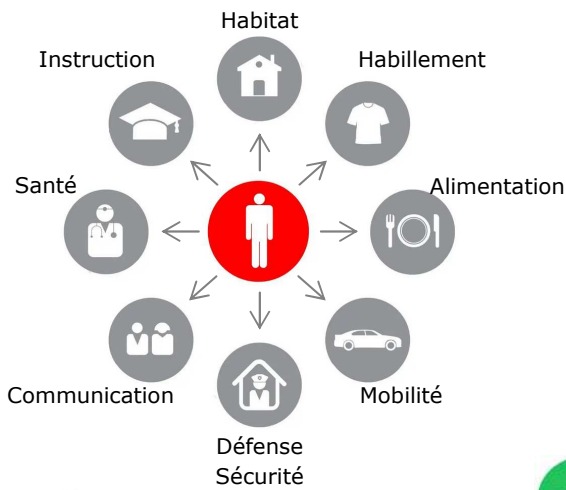 Habitat
Instruction
Habillement
Santé
Alimentation
Communication
Mobilité
Défense
Sécurité